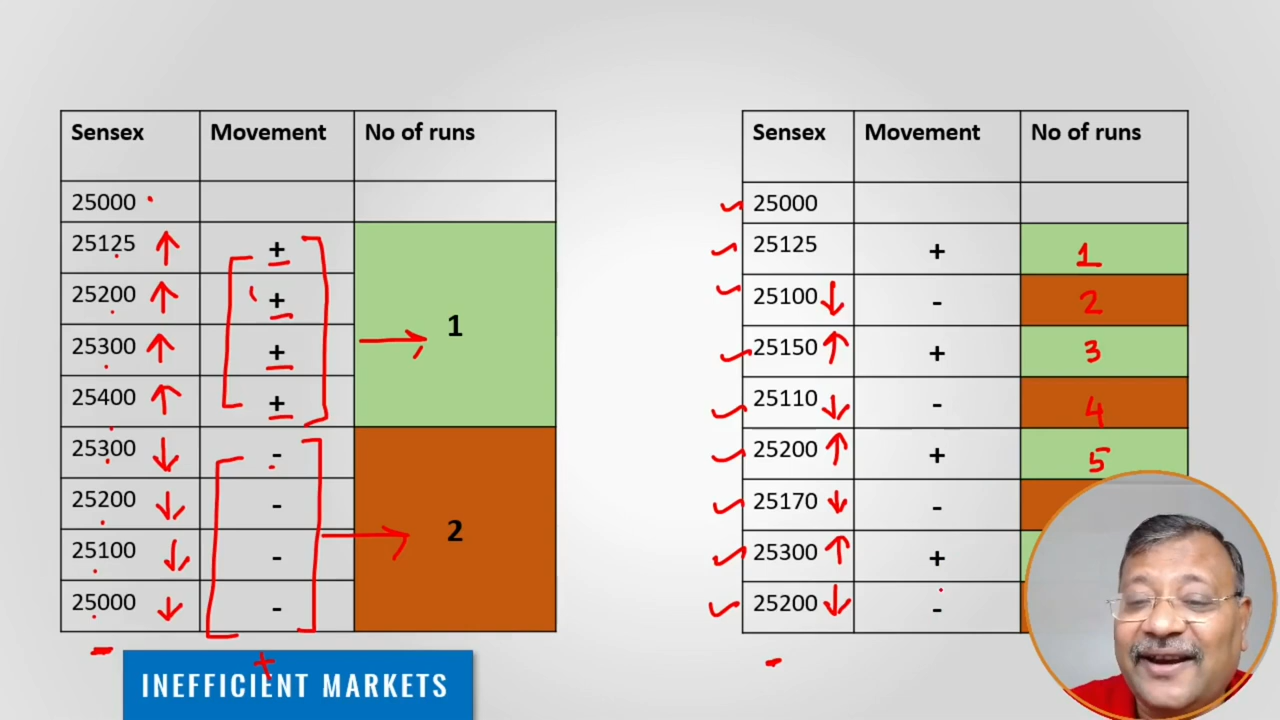 Sensex Movement No of runs
25000
25125 ↑ +
25200 ↑ +
25300 ↑ +
25400 ↑ +
1
25300 ↓ -
25200 ↓ -
25100 ↓ -
25000 ↓ -
2
+
INEFFICIENT MARKETS
Sensex Movement No of runs
25000
25125 + 1
25100 ↓ - 2
25150 ↑ + 3
25110 ↓ - 4
25200 ↑ + 5
25170 ↓ -
25300 ↑ +
25200 ↓ -